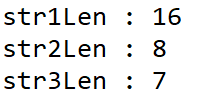 str1Len : 16
str2Len : 8
str3Len : 7